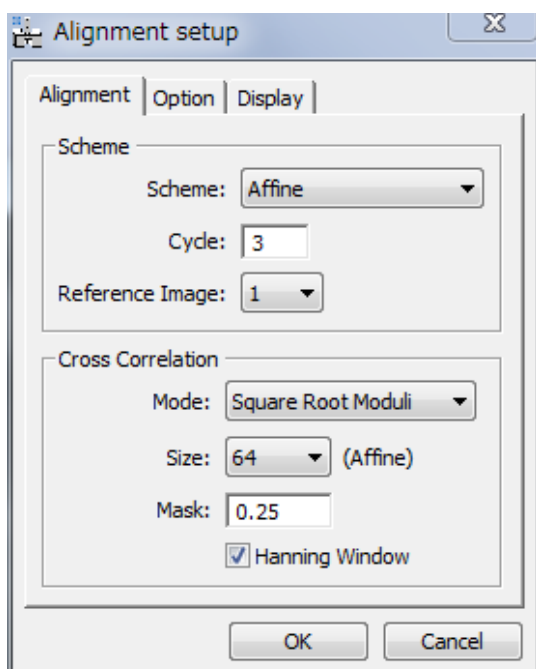 Alignment setup
Alignment Option Display
Scheme
Scheme: Affine
Cycle: 3
Reference Image: 1
Cross Correlation
Mode: Square Root Moduli
Size: 64 (Affine)
Mask: 0.25
Hanning Window
OK Cancel